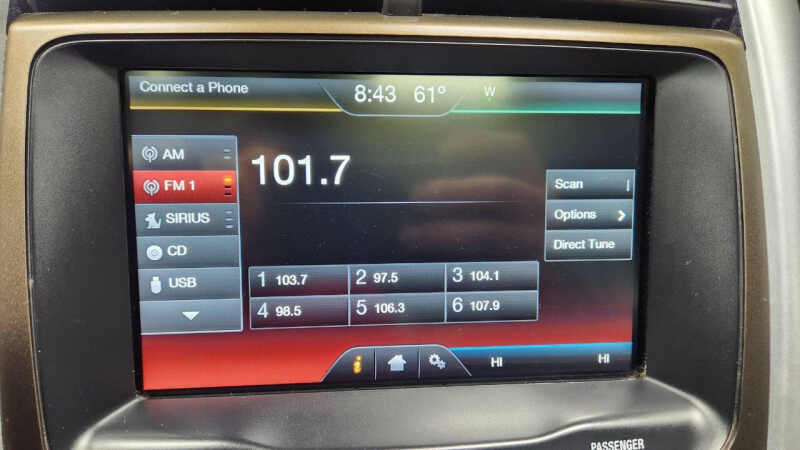 Connect a Phone
8:43 61° W
AM
FM 1
SIRIUS
CD
USB
101.7
Scan
Options
Direct Tune
1 103.7 2 97.5 3 104.1
4 98.5 5 106.3 6 107.9
i HI HI
PASSENGER